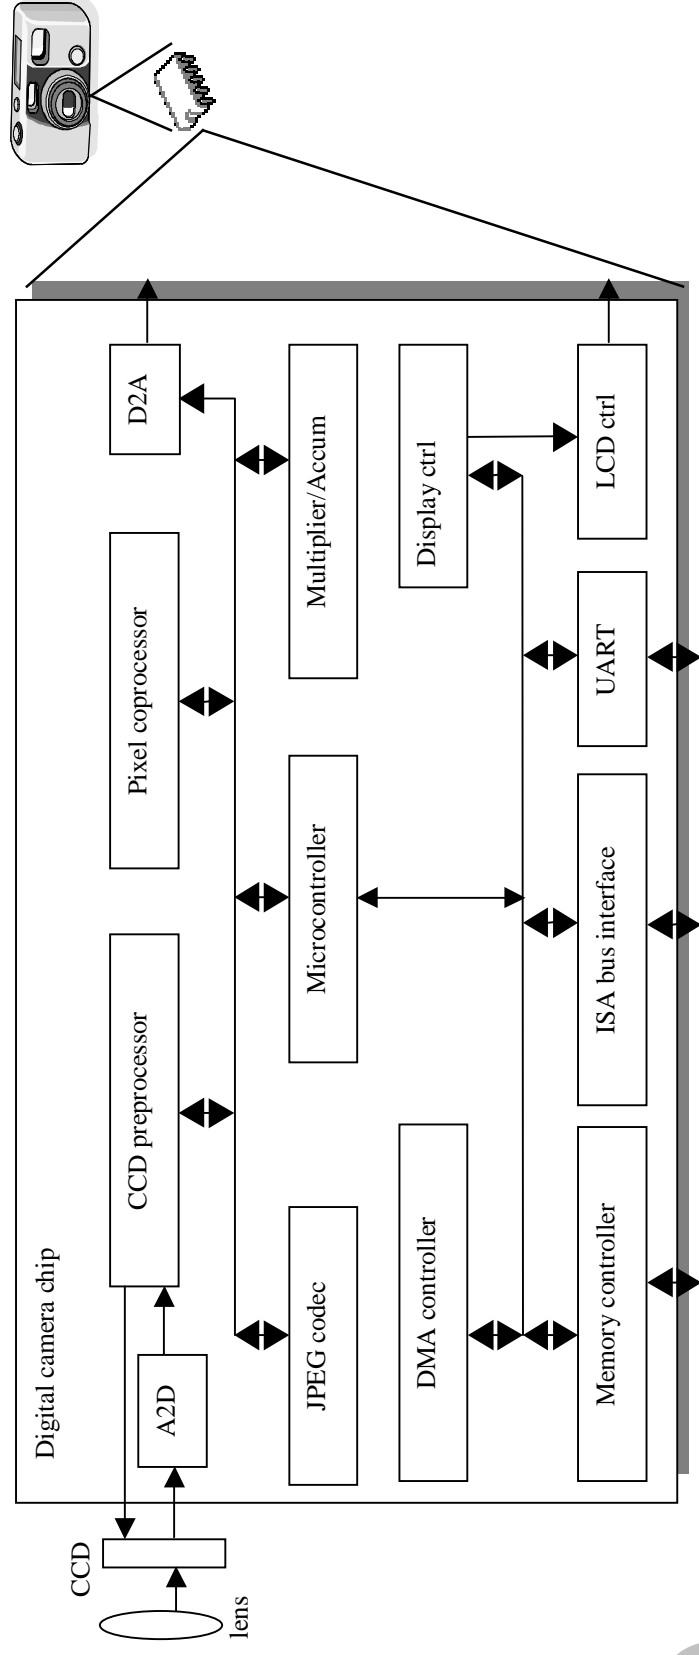 Digital camera chip
CCD
lens
A2D
CCD preprocessor
Pixel coprocessor
D2A
JPEG codec
Microcontroller
Multiplier/Accum
DMA controller
Display ctrl
Memory controller
ISA bus interface
UART
LCD ctrl